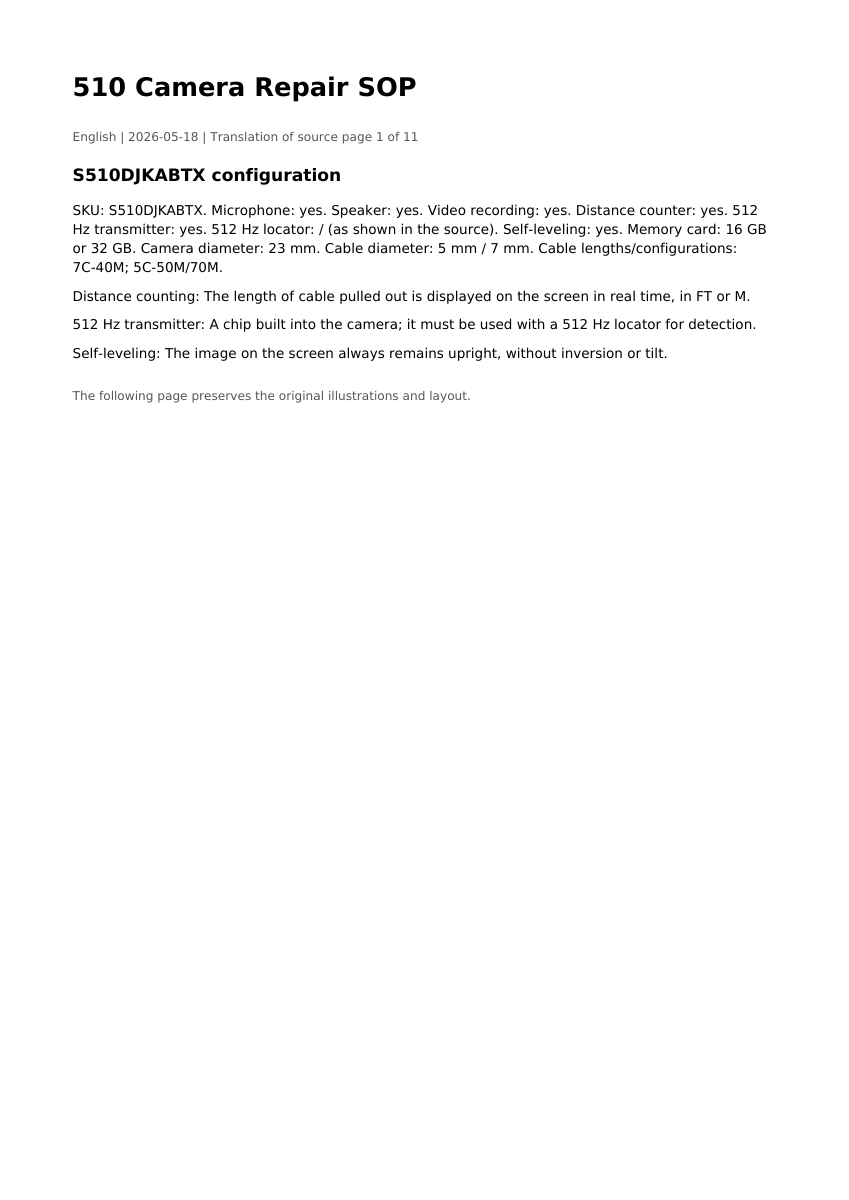 510 Camera Repair SOP
English | 2026-05-18 | Translation of source page 1 of 11
S510DJKABTX configuration
SKU: S510DJKABTX. Microphone: yes. Speaker: yes. Video recording: yes. Distance counter: yes. 512
Hz transmitter: yes. 512 Hz locator: / (as shown in the source). Self-leveling: yes. Memory card: 16 GB
or 32 GB. Camera diameter: 23 mm. Cable diameter: 5 mm / 7 mm. Cable lengths/configurations:
7C-40M; 5C-50M/70M.
Distance counting: The length of cable pulled out is displayed on the screen in real time, in FT or M.
512 Hz transmitter: A chip built into the camera; it must be used with a 512 Hz locator for detection.
Self-leveling: The image on the screen always remains upright, without inversion or tilt.
The following page preserves the original illustrations and layout.